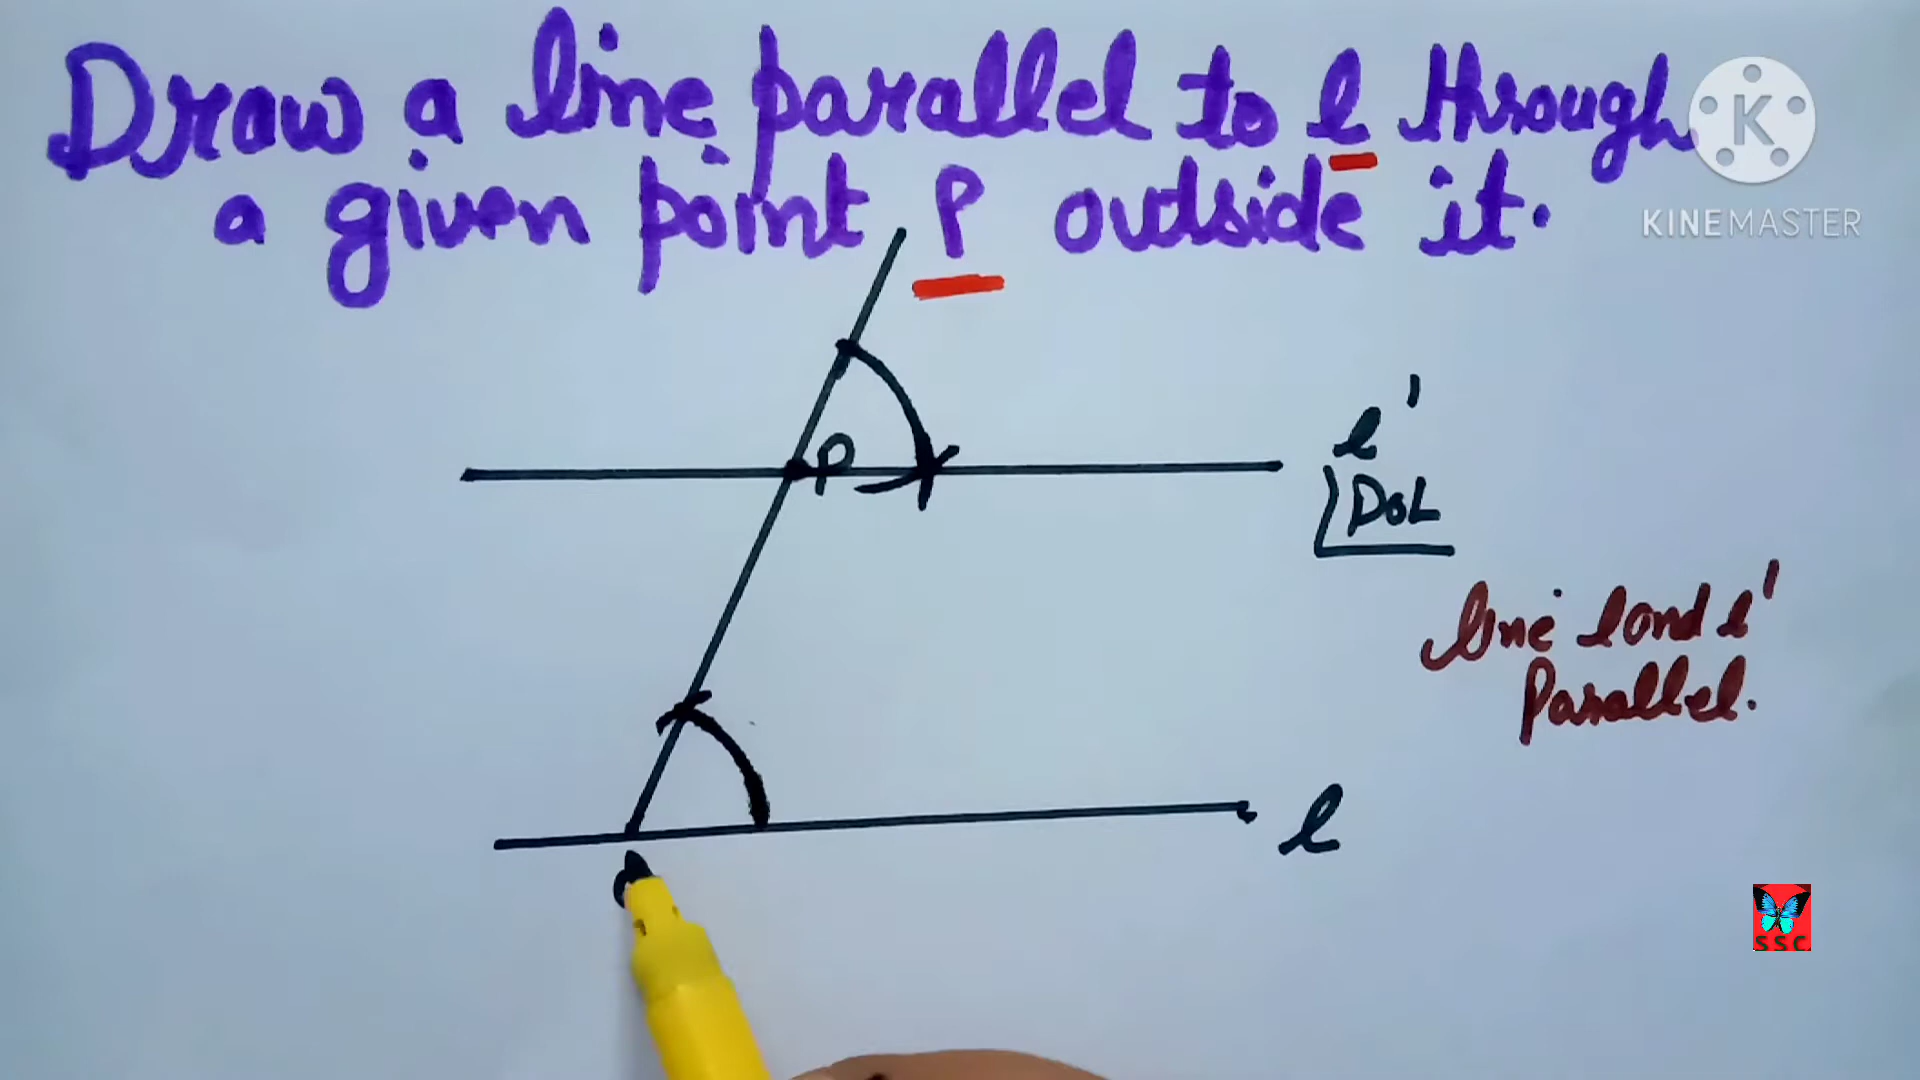 Draw a line parallel to l through
a given point P outside it.
K
KINEMASTER
P
l'
DOL
line l and l'
Parallel.
l
SSC